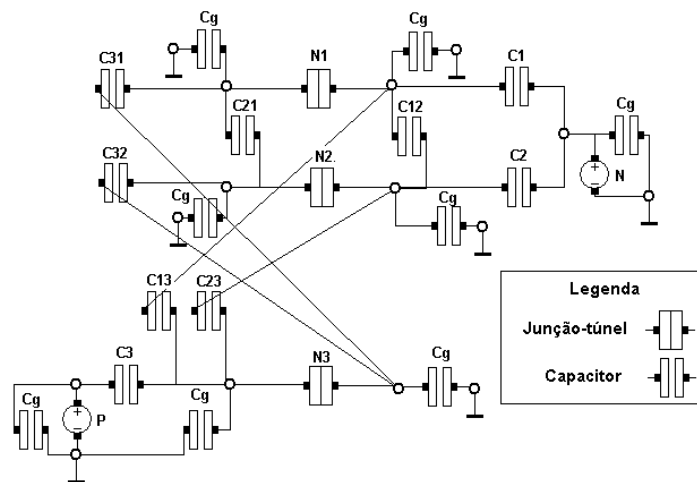 Cg
Cg
C31
N1
C1
Cg
C21
C12
C32
N2.
C2
N
Cg
Cg
C13
C23
Legenda
Junção-túnel
Capacitor
C3
N3
Cg
Cg
P
Cg